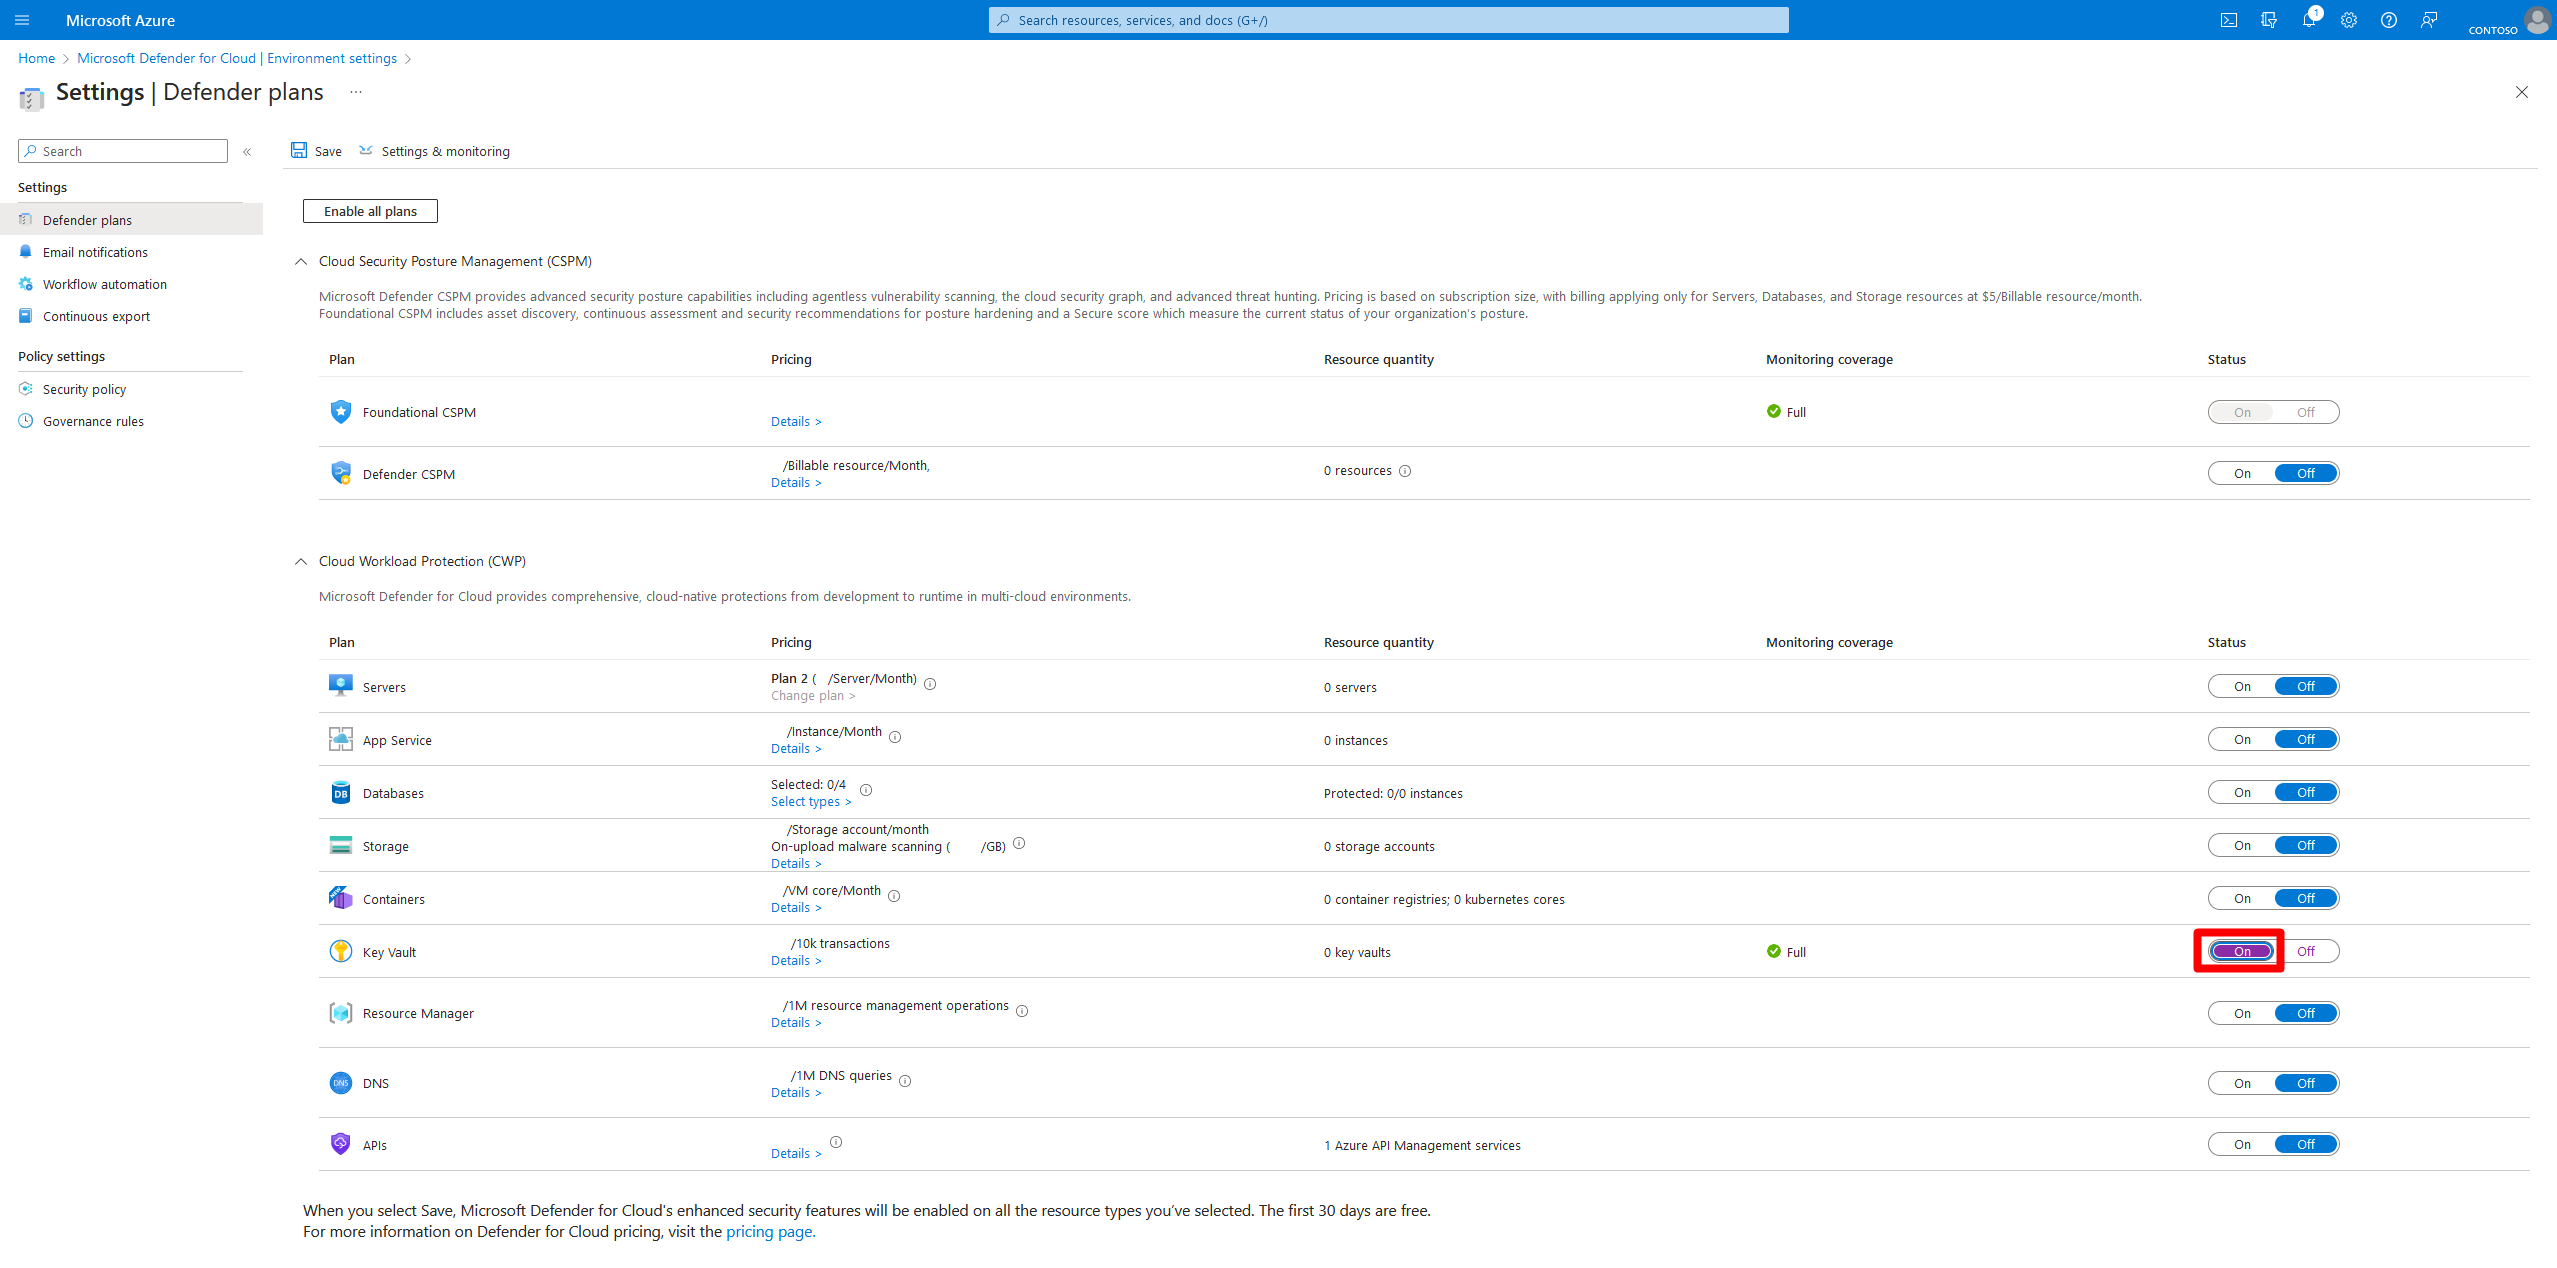 Microsoft Azure
Search resources, services, and docs (G+/)
1
CONTOSO
Home > Microsoft Defender for Cloud | Environment settings >
Settings | Defender plans ...
Search
«
Save
Settings & monitoring
Settings
Defender plans
Email notifications
Workflow automation
Continuous export
Policy settings
Security policy
Governance rules
Enable all plans
Cloud Security Posture Management (CSPM)
Microsoft Defender CSPM provides advanced security posture capabilities including agentless vulnerability scanning, the cloud security graph, and advanced threat hunting. Pricing is based on subscription size, with billing applying only for Servers, Databases, and Storage resources at $5/Billable resource/month.
Foundational CSPM includes asset discovery, continuous assessment and security recommendations for posture hardening and a Secure score which measure the current status of your organization's posture.
Plan Pricing Resource quantity Monitoring coverage Status
Foundational CSPM
Details >
Full
On Off
Defender CSPM
/Billable resource/Month,
Details >
0 resources
On Off
Cloud Workload Protection (CWP)
Microsoft Defender for Cloud provides comprehensive, cloud-native protections from development to runtime in multi-cloud environments.
Plan Pricing Resource quantity Monitoring coverage Status
Servers
Plan 2 ( /Server/Month)
Change plan >
0 servers
On Off
App Service
/Instance/Month
Details >
0 instances
On Off
DB
Databases
Selected: 0/4
Select types >
Protected: 0/0 instances
On Off
Storage
/Storage account/month
On-upload malware scanning ( /GB)
Details >
0 storage accounts
On Off
NEW
Containers
/VM core/Month
Details >
0 container registries; 0 kubernetes cores
On Off
Key Vault
/10k transactions
Details >
0 key vaults
Full
On Off
Resource Manager
/1M resource management operations
Details >
On Off
DNS
DNS
/1M DNS queries
Details >
On Off
APIs
Details >
1 Azure API Management services
On Off
When you select Save, Microsoft Defender for Cloud's enhanced security features will be enabled on all the resource types you've selected. The first 30 days are free.
For more information on Defender for Cloud pricing, visit the pricing page.